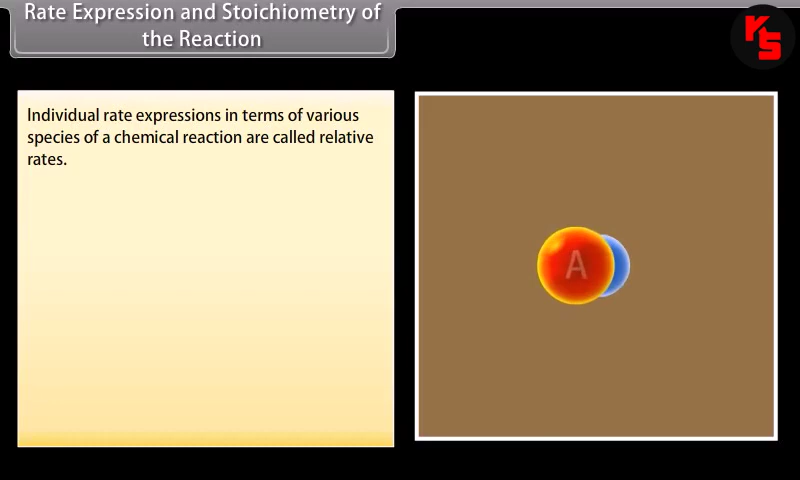 Rate Expression and Stoichiometry of
the Reaction
KS
Individual rate expressions in terms of various
species of a chemical reaction are called relative
rates.
A